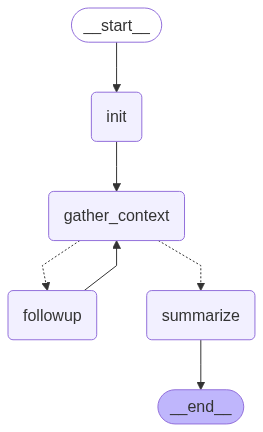 __start__
init
gather_context
followup
summarize
__end__